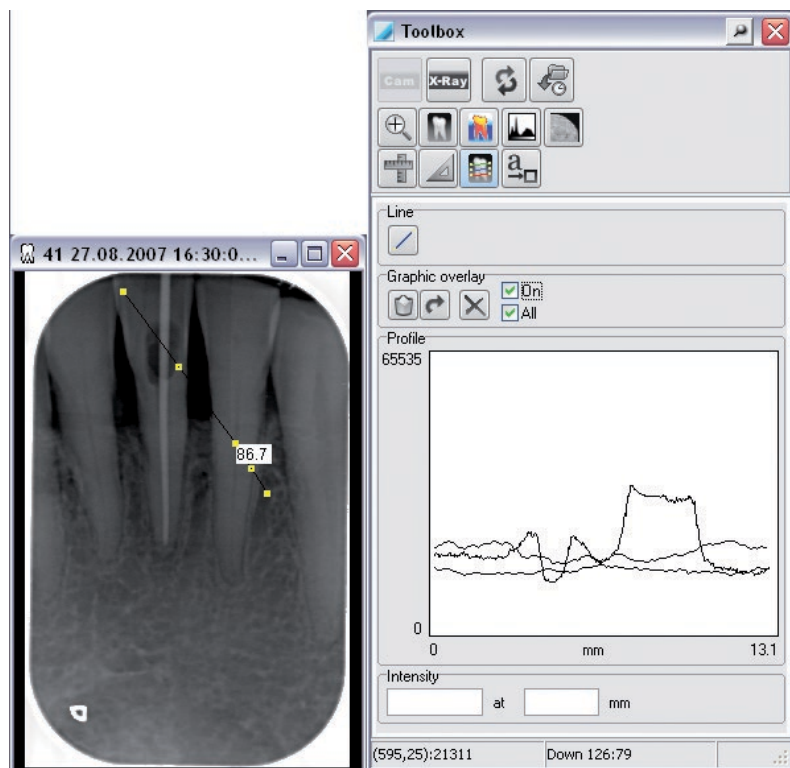 Toolbox
Cam X-Ray
a
Line
41 27.08.2007 16:30:0...
Graphic overlay
On
All
Profile
65535
86.7
0
0 mm 13.1
Intensity
at mm
(595,25):21311 Down 126:79